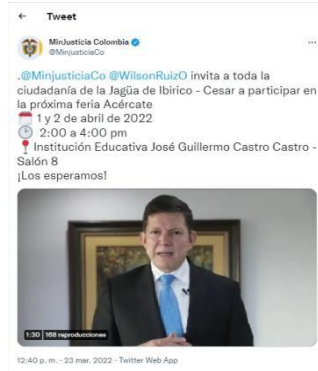 ← Tweet
MinJusticia Colombia
@MinjusticiaCo
.@MinjusticiaCo @WilsonRuizO invita a toda la
ciudadanía de la Jagüa de Ibirico - Cesar a participar en
la próxima feria Acércate
1 y 2 de abril de 2022
2:00 a 4:00 pm
Institución Educativa José Guillermo Castro Castro -
Salón 8
¡Los esperamos!
1:30 168 reproducciones
12:40 p. m. · 23 mar. 2022 · Twitter Web App